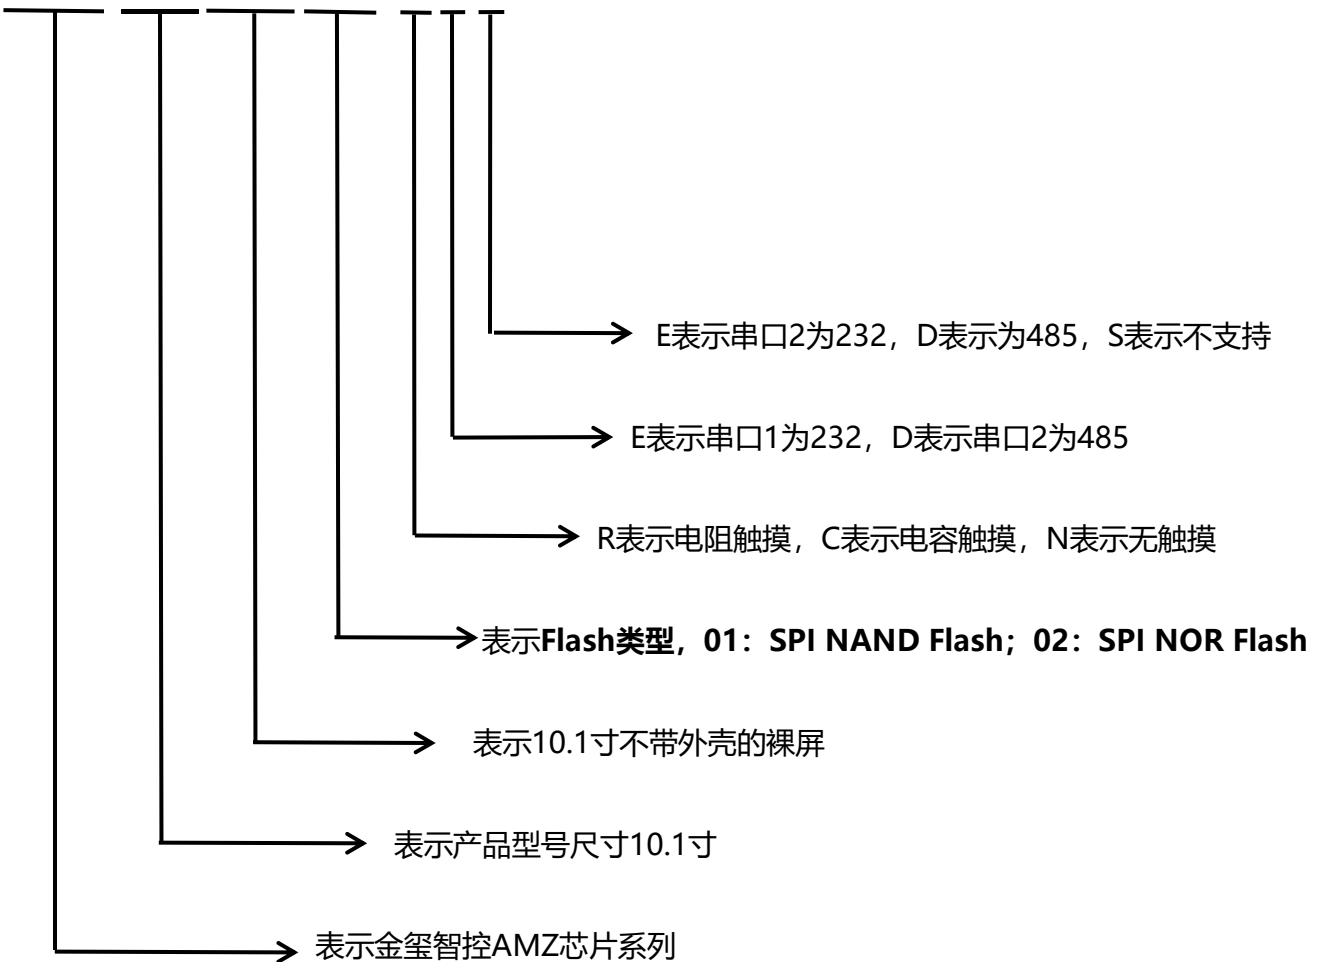 E表示串口2为232，D表示为485，S表示不支持
E表示串口1为232，D表示串口2为485
R表示电阻触摸，C表示电容触摸，N表示无触摸
表示Flash类型，01：SPI NAND Flash；02：SPI NOR Flash
表示10.1寸不带外壳的裸屏
表示产品型号尺寸10.1寸
表示金玺智控AMZ芯片系列